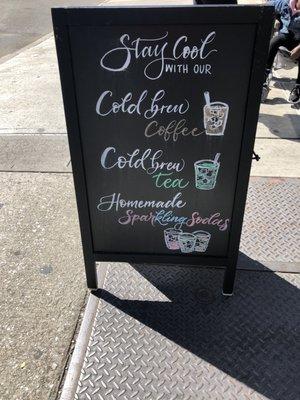 Stay Cool
WITH OUR
Cold brew
Coffee
Cold brew
tea
Homemade
Sparkling Sodas